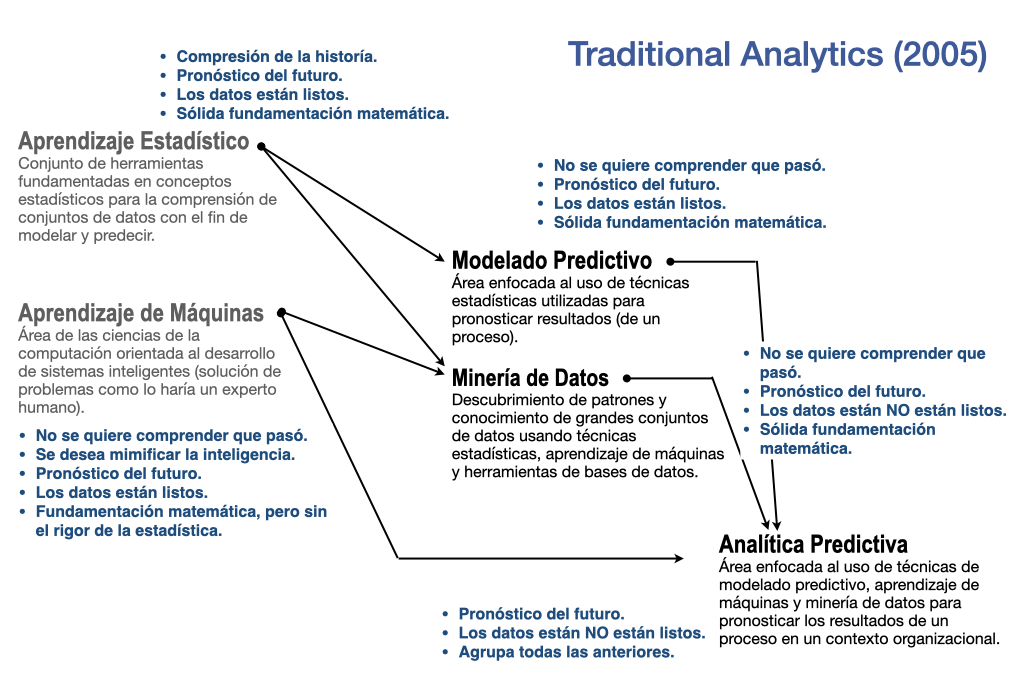 Traditional Analytics (2005)
• Compresión de la historía.
• Pronóstico del futuro.
• Los datos están listos.
• Sólida fundamentación matemática.
Aprendizaje Estadístico
Conjunto de herramientas
fundamentadas en conceptos
estadísticos para la comprensión de
conjuntos de datos con el fin de
modelar y predecir.
• No se quiere comprender que pasó.
• Pronóstico del futuro.
• Los datos están listos.
• Sólida fundamentación matemática.
Modelado Predictivo
Área enfocada al uso de técnicas
estadísticas utilizadas para
pronosticar resultados (de un
proceso).
Aprendizaje de Máquinas
Área de las ciencias de la
computación orientada al desarrollo
de sistemas inteligentes (solución de
problemas como lo haría un experto
humano).
• No se quiere comprender que pasó.
• Se desea mimificar la inteligencia.
• Pronóstico del futuro.
• Los datos están listos.
• Fundamentación matemática, pero sin
el rigor de la estadística.
Minería de Datos
Descubrimiento de patrones y
conocimiento de grandes conjuntos
de datos usando técnicas
estadísticas, aprendizaje de máquinas
y herramientas de bases de datos.
• No se quiere comprender que
pasó.
• Pronóstico del futuro.
• Los datos están NO están listos.
• Sólida fundamentación
matemática.
Analítica Predictiva
Área enfocada al uso de técnicas de
modelado predictivo, aprendizaje de
máquinas y minería de datos para
pronosticar los resultados de un
proceso en un contexto organizacional.
• Pronóstico del futuro.
• Los datos están NO están listos.
• Agrupa todas las anteriores.